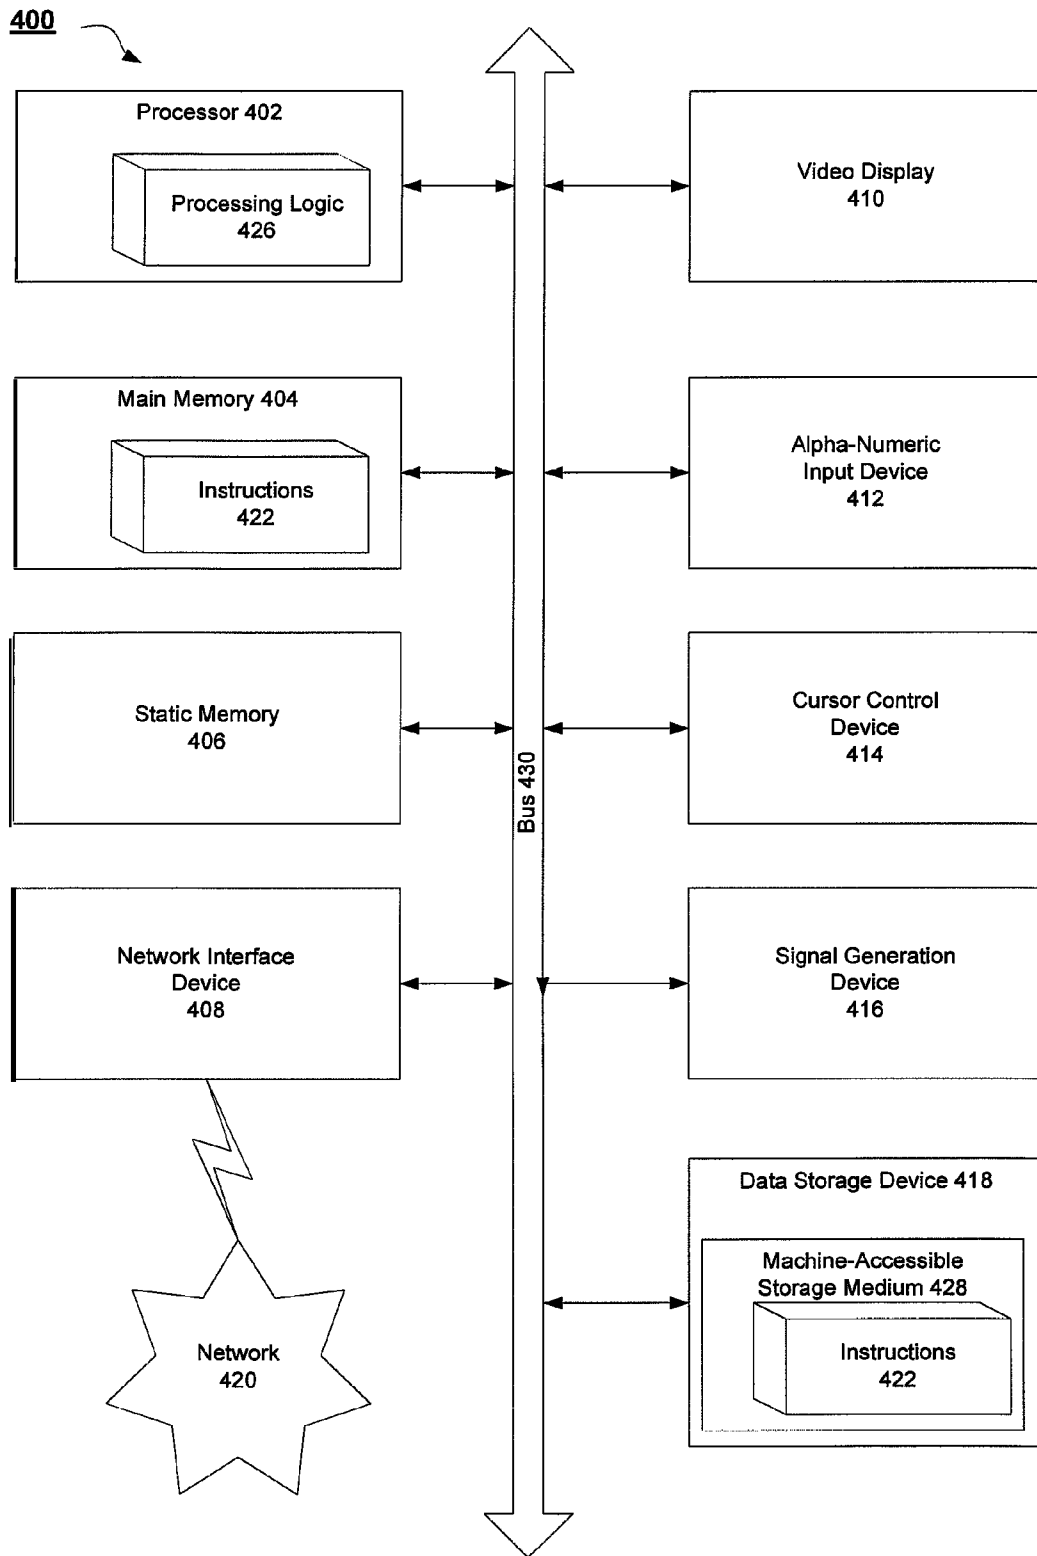 400
Processor 402
Processing Logic
426
Video Display
410
Main Memory 404
Instructions
422
Alpha-Numeric
Input Device
412
Static Memory
406
Cursor Control
Device
414
Bus 430
Network Interface
Device
408
Signal Generation
Device
416
Data Storage Device 418
Machine-Accessible
Storage Medium 428
Instructions
422
Network
420